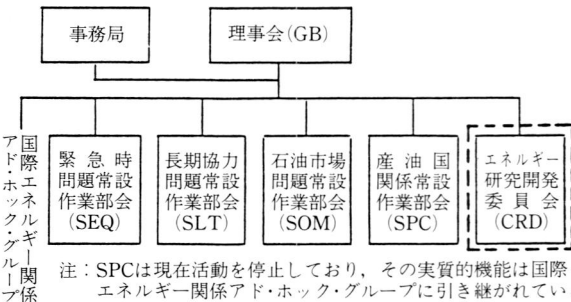 事務局
理事会(GB)
国際エネルギー関係
アド・ホック・グループ
緊急時
問題常設
作業部会
(SEQ)
長期協力
問題常設
作業部会
(SLT)
石油市場
問題常設
作業部会
(SOM)
産油国
関係常設
作業部会
(SPC)
エネルギー
研究開発
委員会
(CRD)
注：SPCは現在活動を停止しており，その実質的機能は国際
エネルギー関係アド・ホック・グループに引き継がれてい